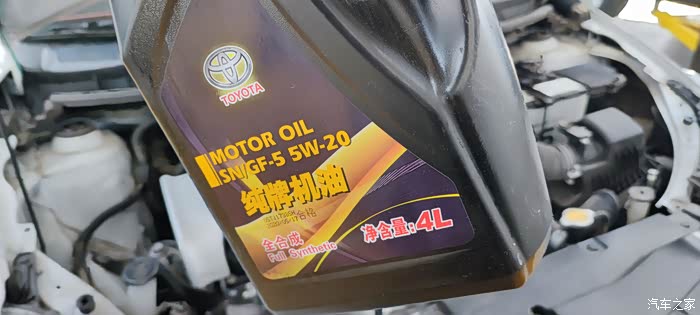 TOYOTA
MOTOR OIL
SN/GF-5 5W-20
纯牌机油
全合成
Full Synthetic
净含量:4L
汽车之家